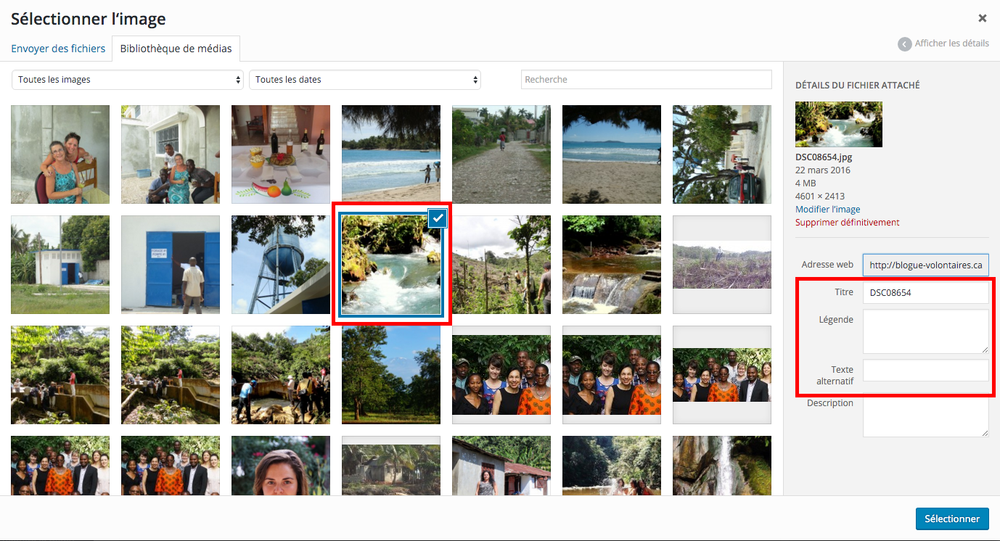 Sélectionner l’image
Envoyer des fichiers
Bibliothèque de médias
Afficher les détails
Toutes les images
Toutes les dates
Recherche
DÉTAILS DU FICHIER ATTACHÉ
DSC08654.jpg
22 mars 2016
4 MB
4601 × 2413
Modifier l’image
Supprimer définitivement
Adresse web
http://blogue-volontaires.ca
Titre
DSC08654
Légende
Texte
alternatif
Description
Sélectionner